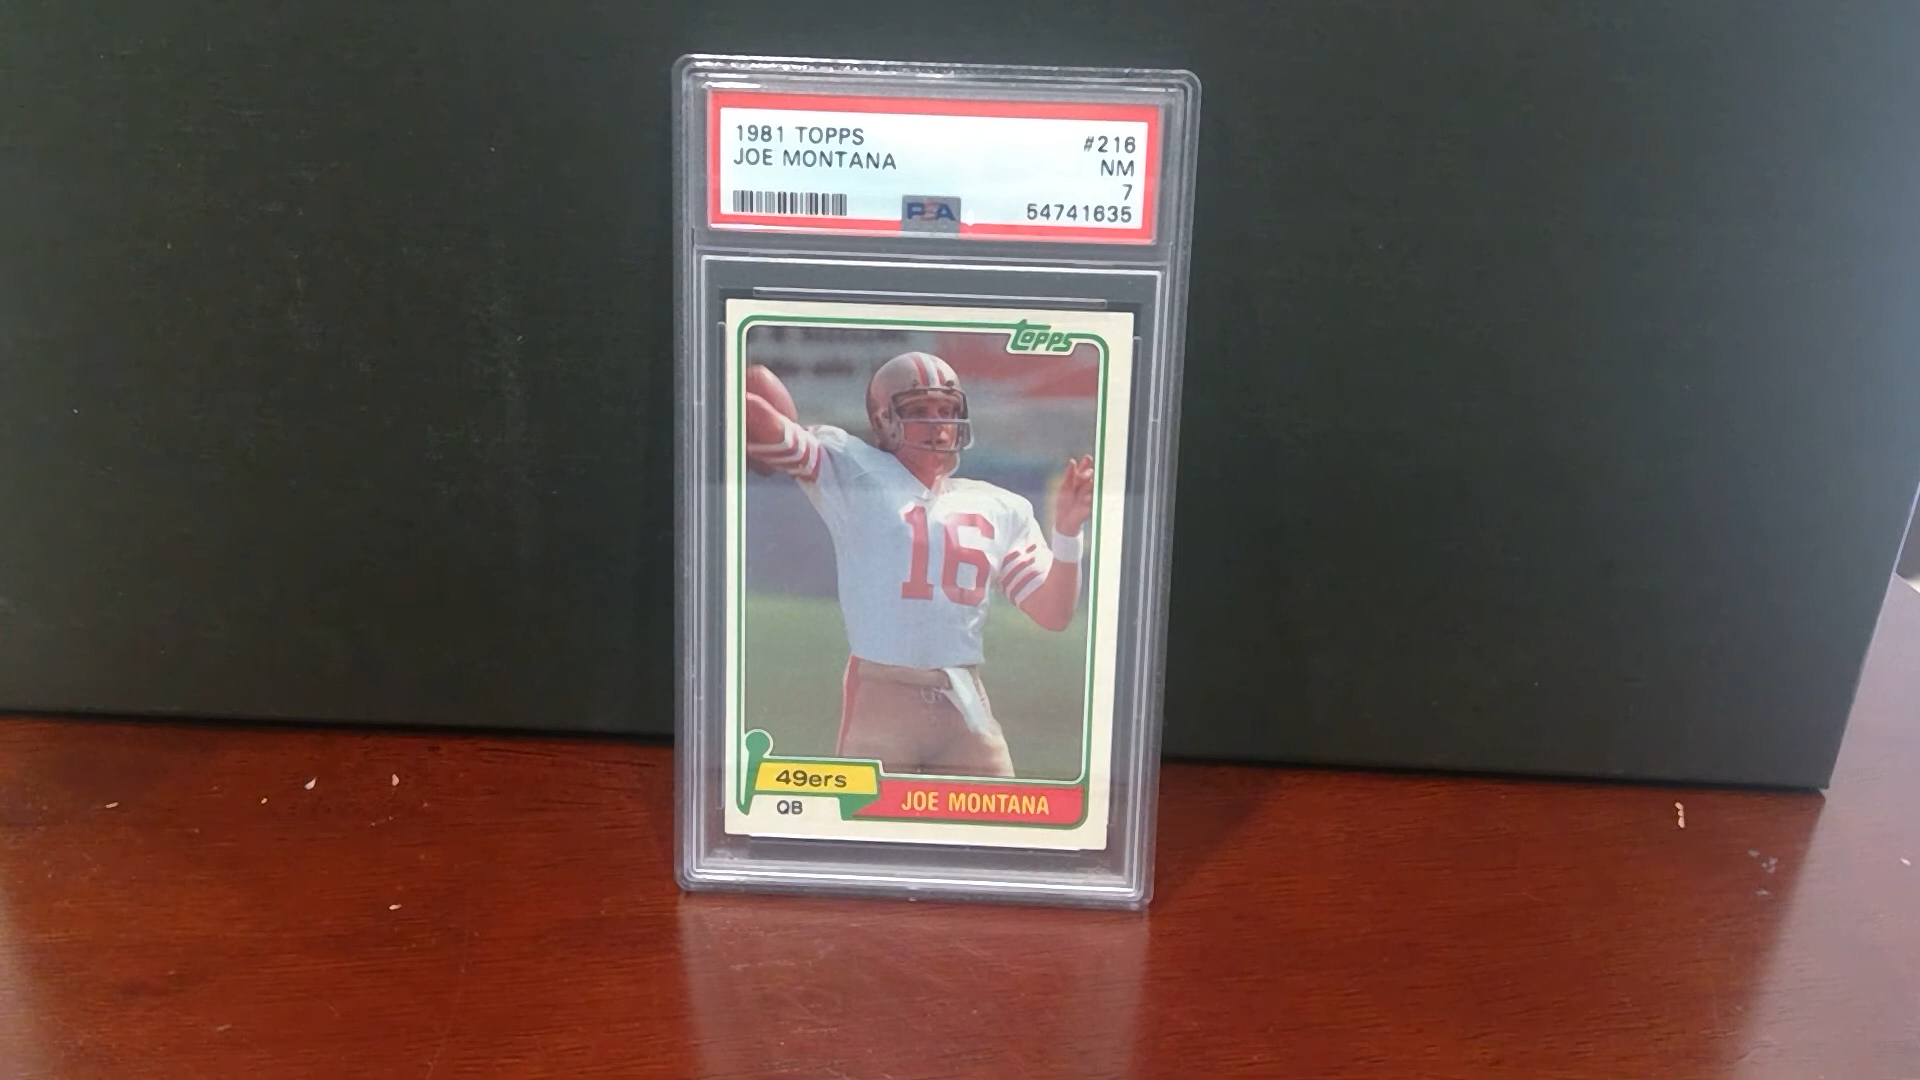 1981 TOPPS #216
JOE MONTANA NM
7
PSA 54741635
topps
16
49ers
QB
JOE MONTANA